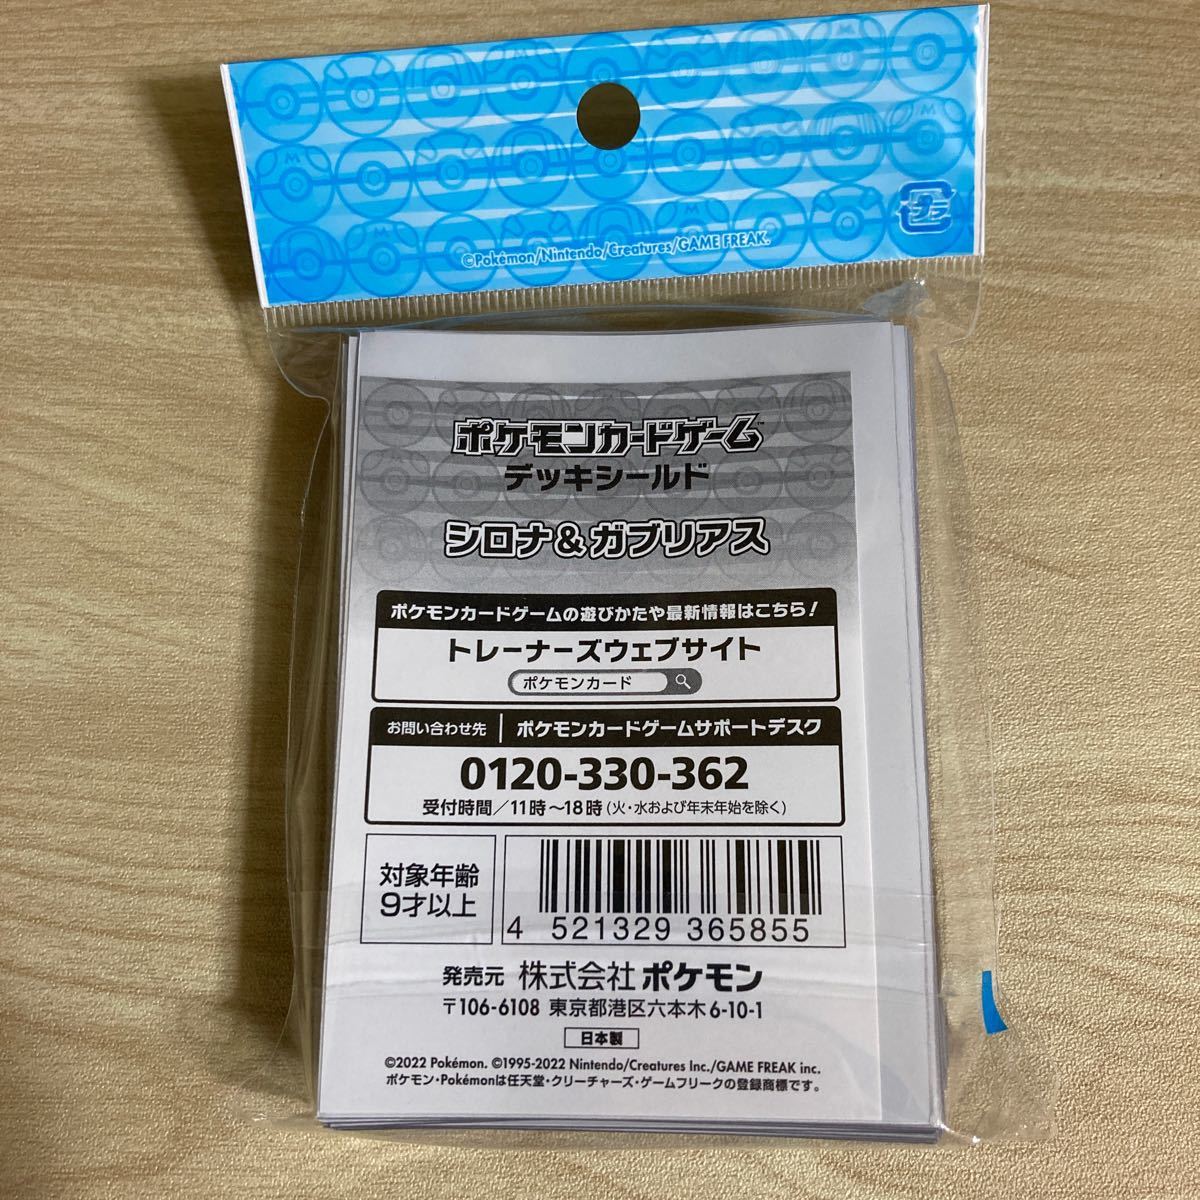 プラ
©Pokémon/Nintendo/Creatures/GAME FREAK.
ポケモンカードゲーム™
デッキシールド
シロナ&ガブリアス
ポケモンカードゲームの遊びかたや最新情報はこちら!
トレーナーズウェブサイト
ポケモンカード
お問い合わせ先 | ポケモンカードゲームサポートデスク
0120-330-362
受付時間/11時~18時(火・水および年末年始を除く)
対象年齢
9才以上
4 521329 365855
発売元 株式会社ポケモン
〒106-6108 東京都港区六本木6-10-1
日本製
©2022 Pokémon. ©1995-2022 Nintendo/Creatures Inc./GAME FREAK inc.
ポケモン・Pokémonは任天堂・クリーチャーズ・ゲームフリークの登録商標です。